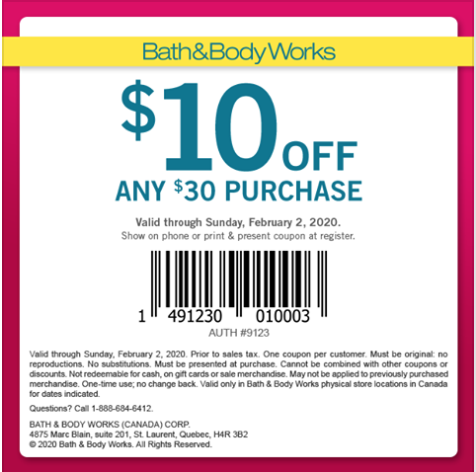 Bath&Body Works
$10 OFF
ANY $30 PURCHASE
Valid through Sunday, February 2, 2020.
Show on phone or print & present coupon at register.
1 491230 010003
AUTH #9123
Valid through Sunday, February 2, 2020. Prior to sales tax. One coupon per customer. Must be original: no
reproductions. No substitutions. Must be presented at purchase. Cannot be combined with other coupons or
discounts. Not redeemable for cash, on gift cards or sale merchandise. May not be applied to previously purchased
merchandise. One-time use; no change back. Valid only in Bath & Body Works physical store locations in Canada
for dates indicated.
Questions? Call 1-888-684-6412.
BATH & BODY WORKS (CANADA) CORP.
4875 Marc Blain, suite 201, St. Laurent, Quebec, H4R 3B2
© 2020 Bath & Body Works. All Rights Reserved.